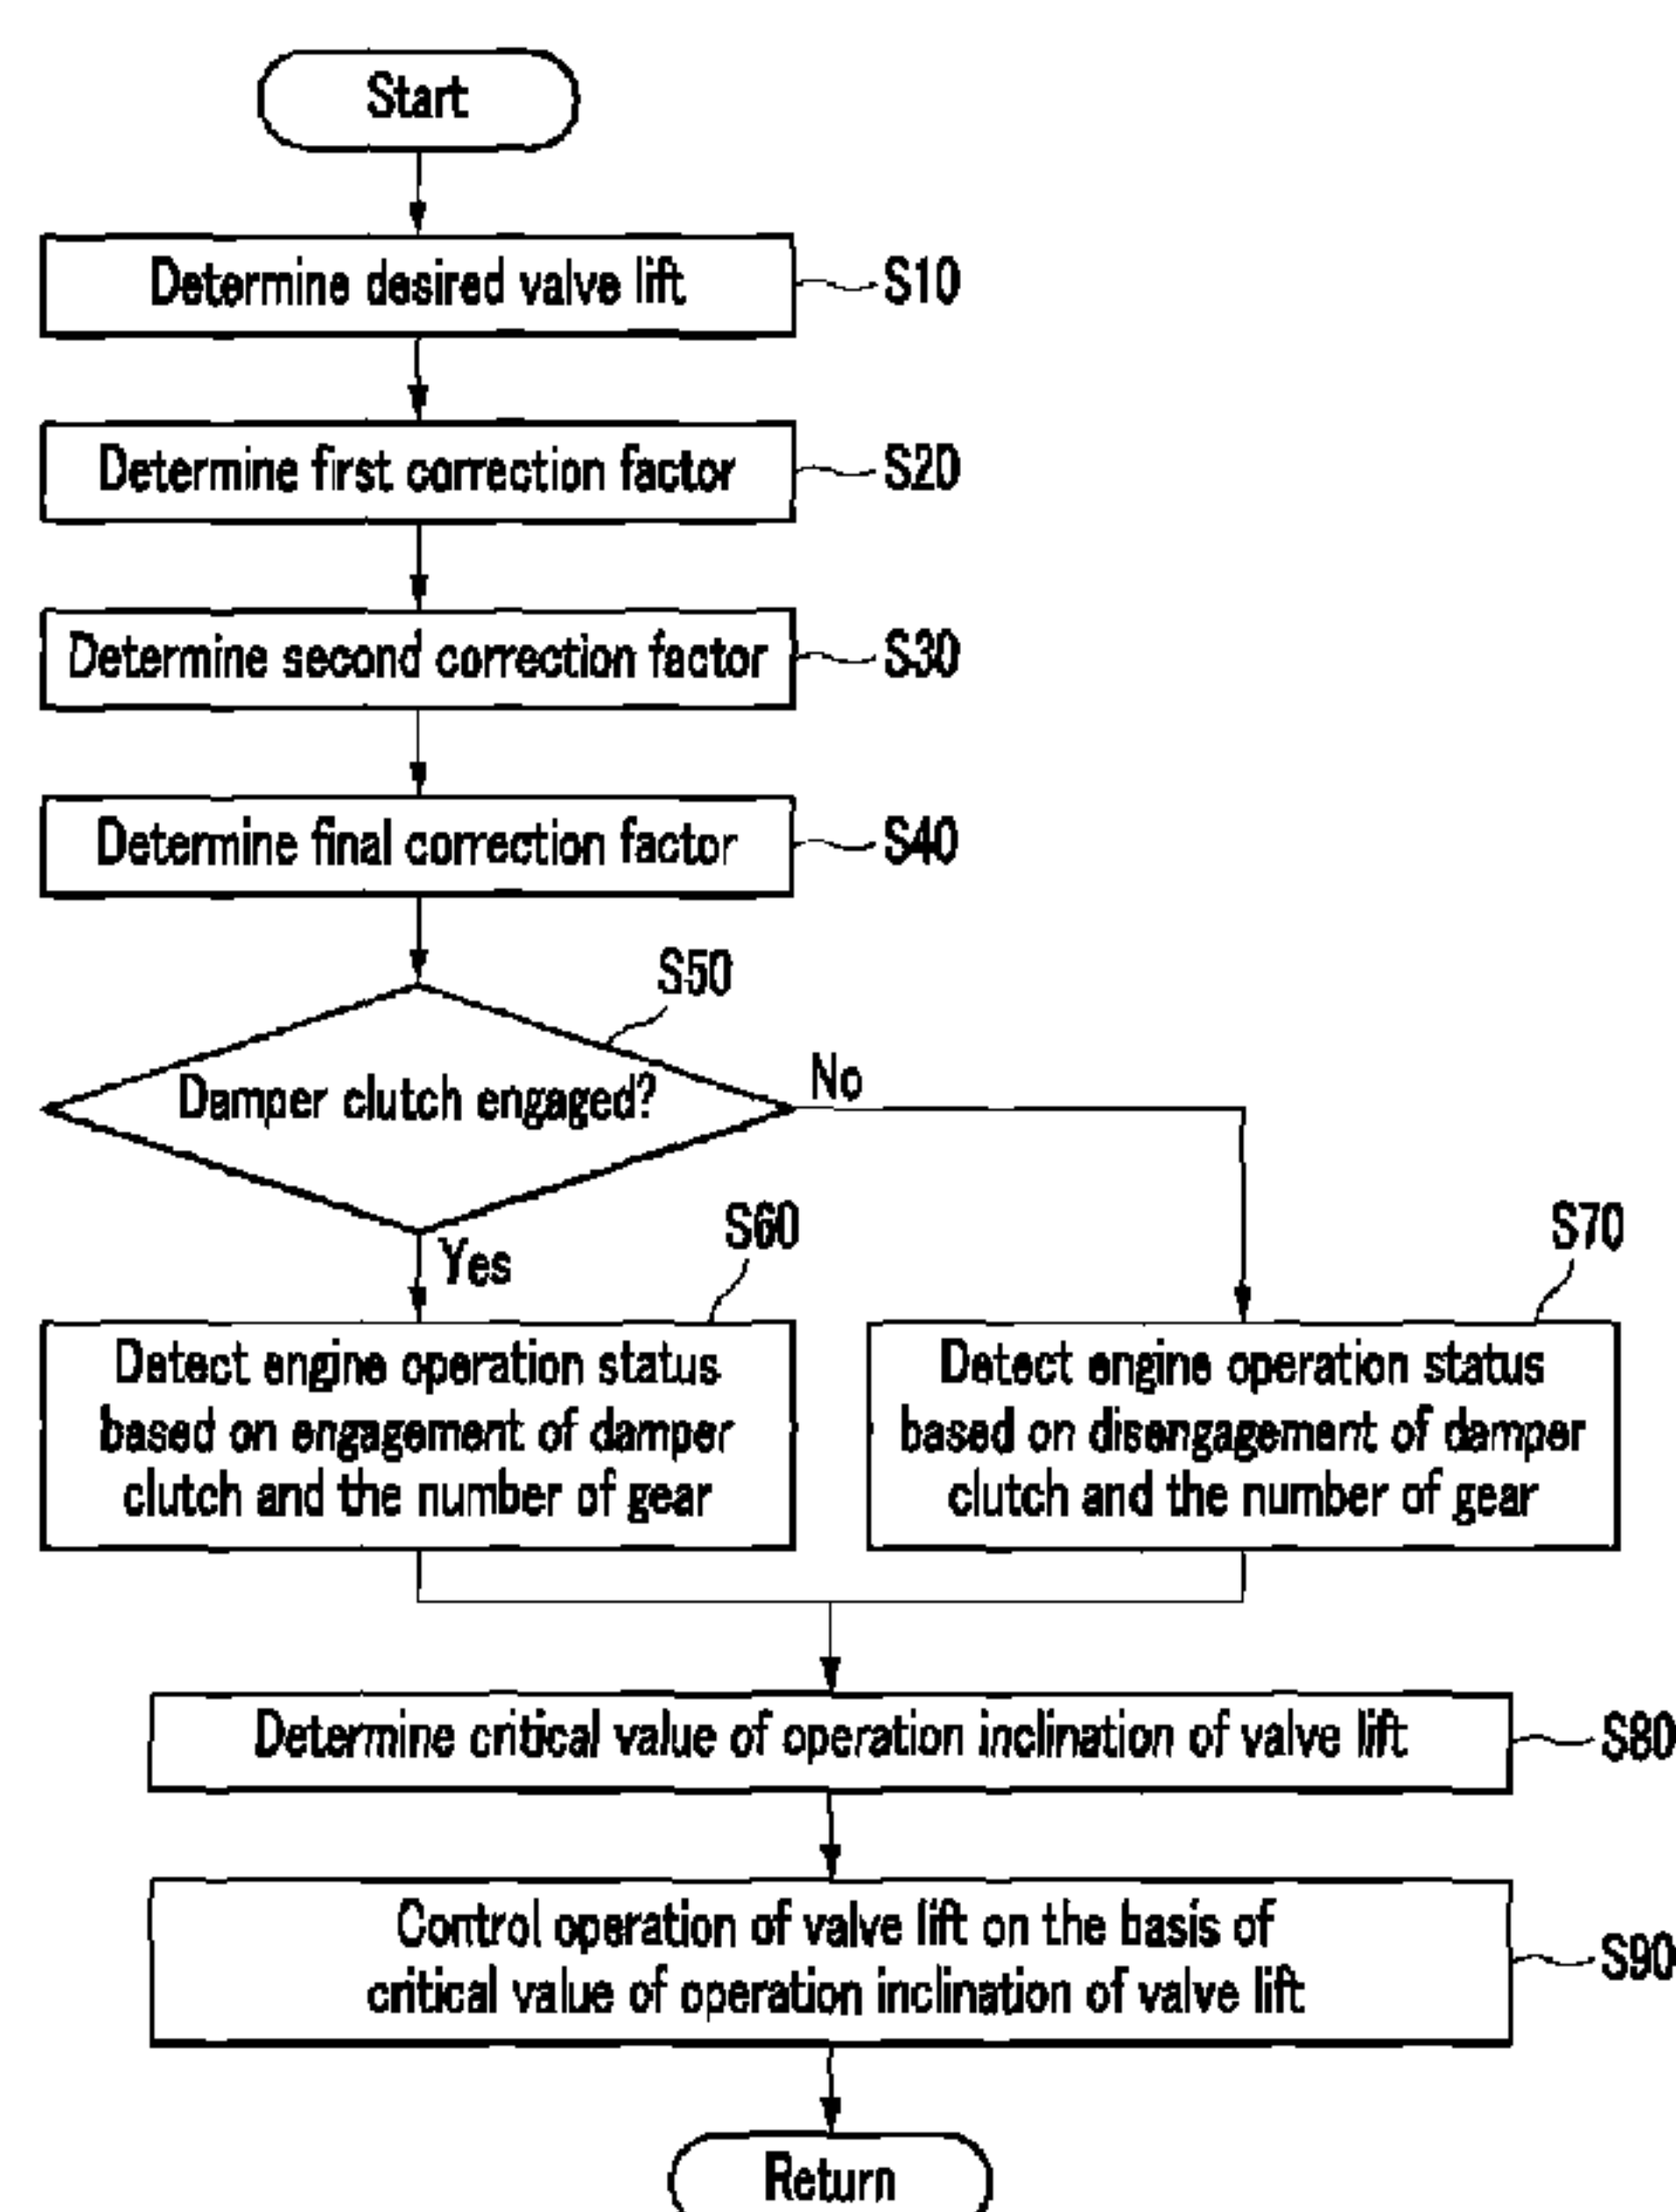 Start
Determine desired valve lift
S10
Determine first correction factor
S20
Determine second correction factor
S30
Determine final correction factor
S40
S50
Damper clutch engaged?
No
Yes
S60
Detect engine operation status
based on engagement of damper
clutch and the number of gear
S70
Detect engine operation status
based on disengagement of damper
clutch and the number of gear
Determine critical value of operation inclination of valve lift
S80
Control operation of valve lift on the basis of
critical value of operation inclination of valve lift
S90
Return